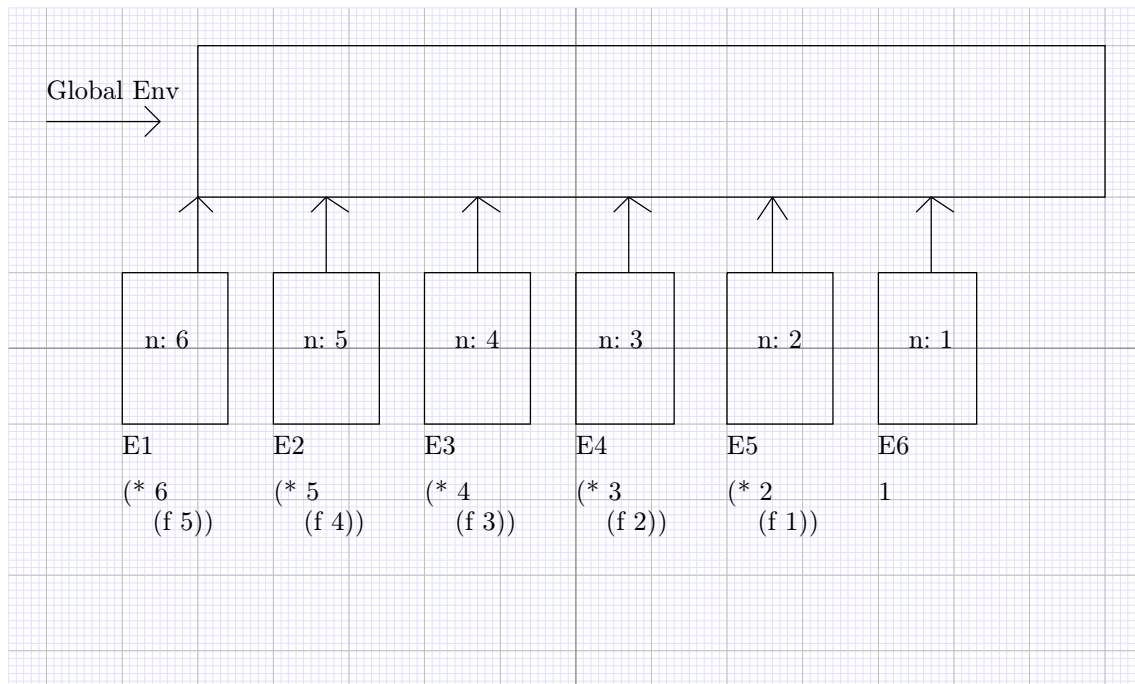 Global Env
n: 6
n: 5
n: 4
n: 3
n: 2
n: 1
E1
E2
E3
E4
E5
E6
(* 6
(f 5))
(* 5
(f 4))
(* 4
(f 3))
(* 3
(f 2))
(* 2
(f 1))
1